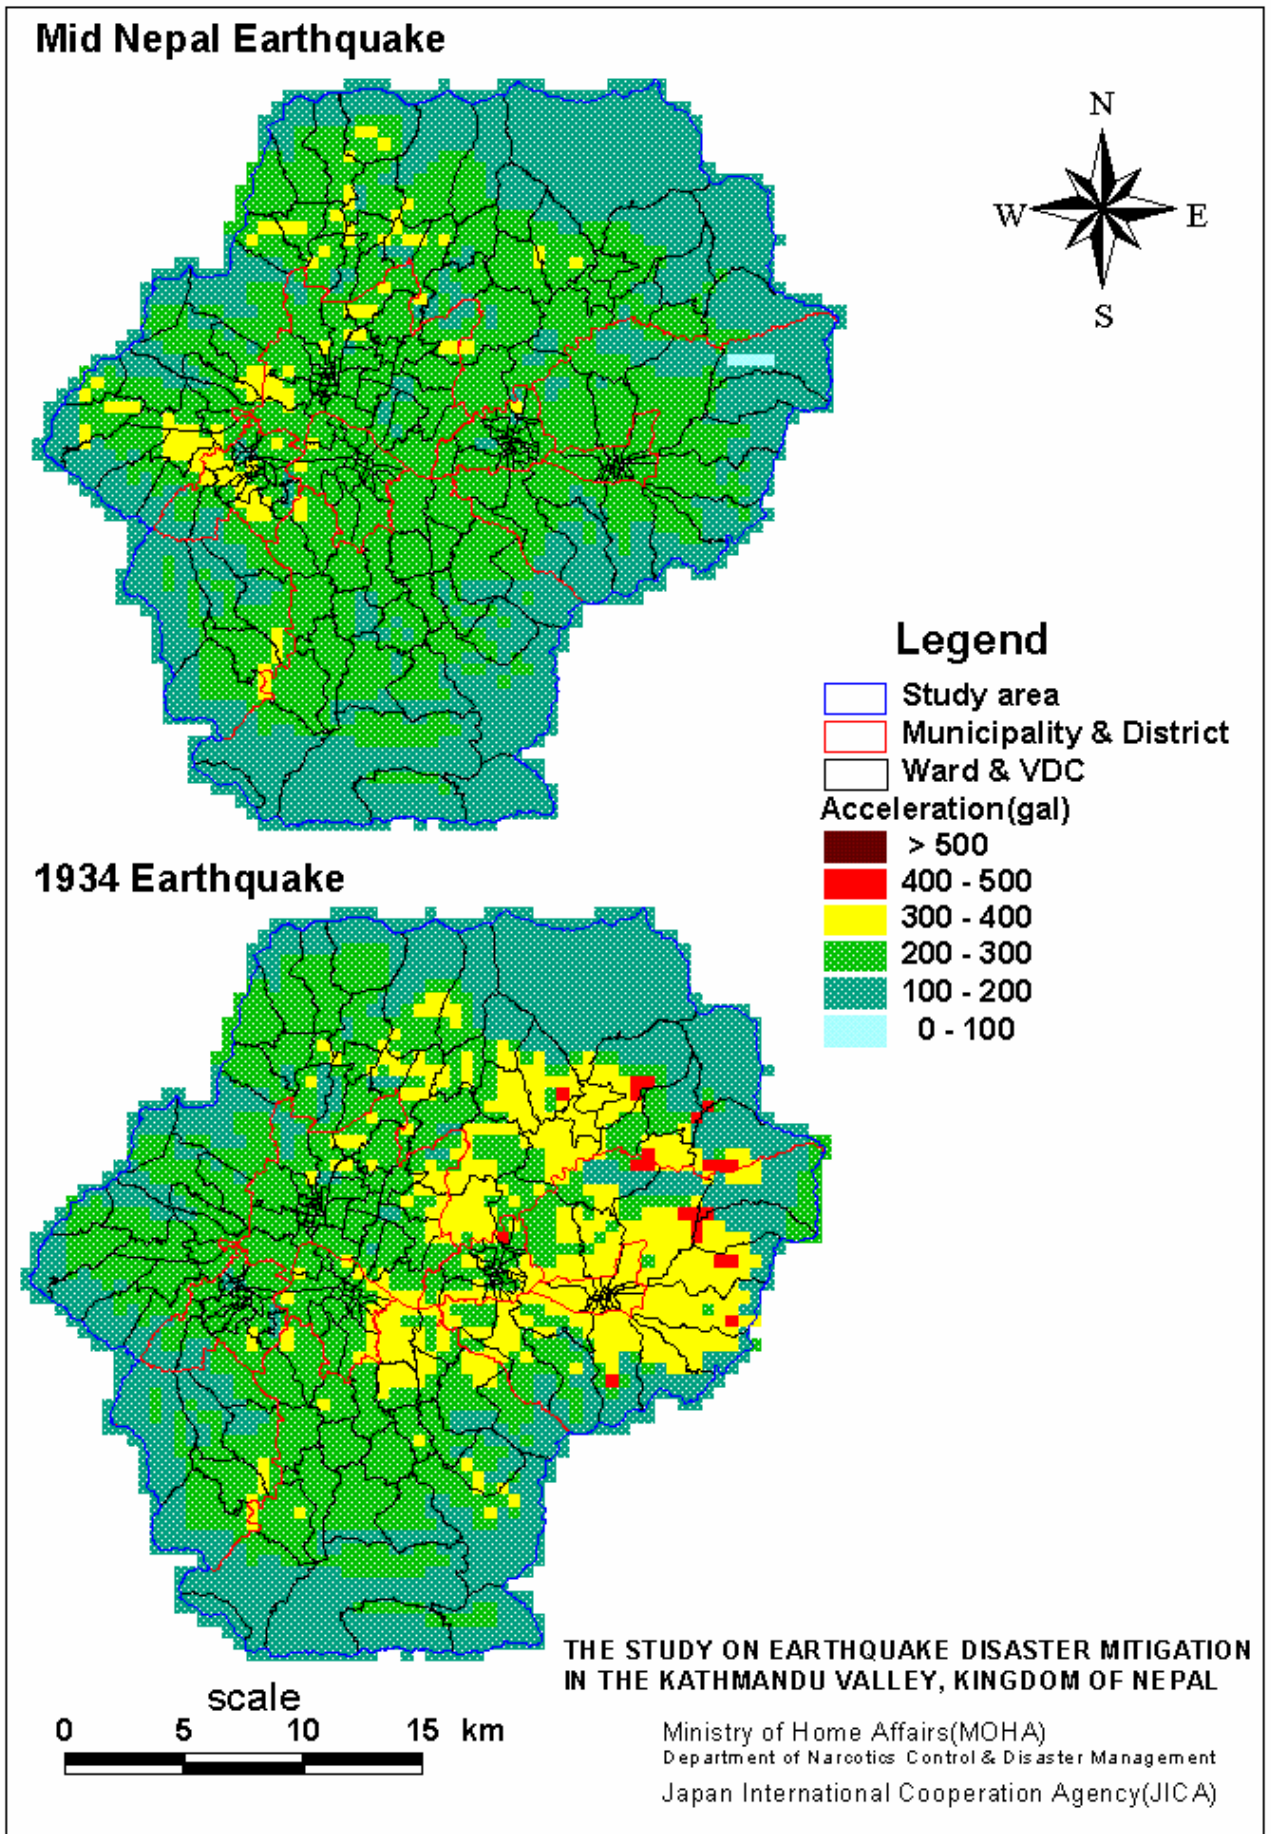 Mid Nepal Earthquake
N
W
E
S
Legend
Study area
Municipality & District
Ward & VDC
Acceleration(gal)
> 500
400 - 500
300 - 400
200 - 300
100 - 200
0 - 100
1934 Earthquake
THE STUDY ON EARTHQUAKE DISASTER MITIGATION
IN THE KATHMANDU VALLEY, KINGDOM OF NEPAL
scale
0 5 10 15 km
Ministry of Home Affairs(MOHA)
Department of Narcotics Control & Disaster Management
Japan International Cooperation Agency(JICA)